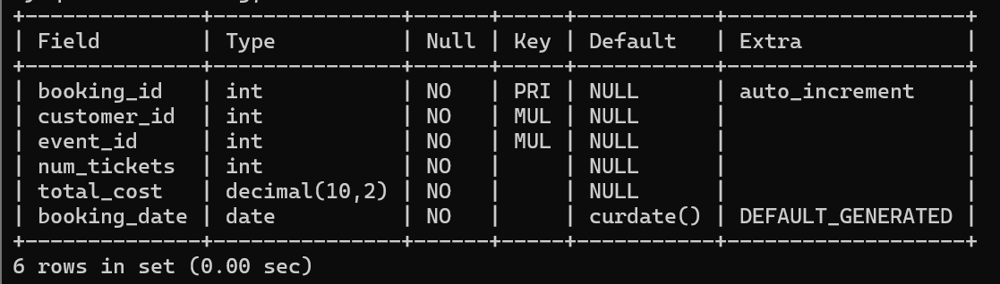 +---------------+---------------+------+-----+-----------+-------------------+
| Field         | Type          | Null | Key | Default   | Extra             |
+---------------+---------------+------+-----+-----------+-------------------+
| booking_id    | int           | NO   | PRI | NULL      | auto_increment    |
| customer_id   | int           | NO   | MUL | NULL      |                   |
| event_id      | int           | NO   | MUL | NULL      |                   |
| num_tickets   | int           | NO   |     | NULL      |                   |
| total_cost    | decimal(10,2) | NO   |     | NULL      |                   |
| booking_date  | date          | NO   |     | curdate() | DEFAULT_GENERATED |
+---------------+---------------+------+-----+-----------+-------------------+
6 rows in set (0.00 sec)